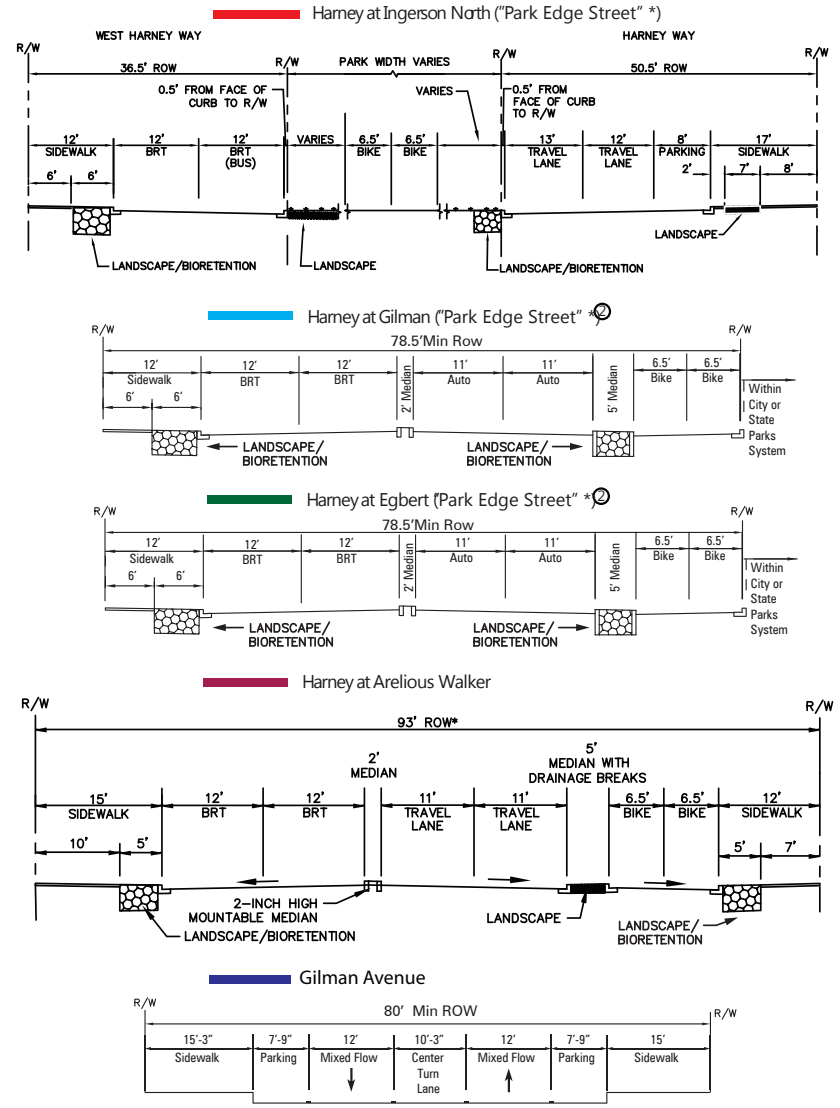 Harney at Ingerson North ("Park Edge Street" *)
WEST HARNEY WAY
HARNEY WAY
R/W
R/W
R/W
R/W
36.5' ROW
PARK WIDTH VARIES
50.5' ROW
0.5' FROM FACE OF
CURB TO R/W
VARIES
0.5' FROM
FACE OF CURB
TO R/W
12'
SIDEWALK
12'
BRT
12'
BRT
(BUS)
VARIES
6.5'
BIKE
6.5'
BIKE
13'
TRAVEL
LANE
12'
TRAVEL
LANE
8'
PARKING
17'
SIDEWALK
6'
6'
2'
7'
8'
LANDSCAPE
LANDSCAPE/BIORETENTION
LANDSCAPE
LANDSCAPE/BIORETENTION
Harney at Gilman ("Park Edge Street" *) 2
R/W
R/W
78.5'Min Row
12'
Sidewalk
12'
BRT
12'
BRT
2' Median
11'
Auto
11'
Auto
5' Median
6.5'
Bike
6.5'
Bike
6'
6'
Within
City or
State
Parks
System
LANDSCAPE/
BIORETENTION
LANDSCAPE/
BIORETENTION
Harney at Egbert ("Park Edge Street" *) 2
R/W
R/W
78.5'Min Row
12'
Sidewalk
12'
BRT
12'
BRT
2' Median
11'
Auto
11'
Auto
5' Median
6.5'
Bike
6.5'
Bike
6'
6'
Within
City or
State
Parks
System
LANDSCAPE/
BIORETENTION
LANDSCAPE/
BIORETENTION
Harney at Arelious Walker
R/W
R/W
93' ROW*
2'
MEDIAN
5'
MEDIAN WITH
DRAINAGE BREAKS
15'
SIDEWALK
12'
BRT
12'
BRT
11'
TRAVEL
LANE
11'
TRAVEL
LANE
6.5'
BIKE
6.5'
BIKE
12'
SIDEWALK
10'
5'
5'
7'
2-INCH HIGH
MOUNTABLE MEDIAN
LANDSCAPE/BIORETENTION
LANDSCAPE
LANDSCAPE/
BIORETENTION
Gilman Avenue
R/W
R/W
80' Min ROW
15'-3"
Sidewalk
7'-9"
Parking
12'
Mixed Flow
10'-3"
Center
Turn
Lane
12'
Mixed Flow
7'-9"
Parking
15'
Sidewalk